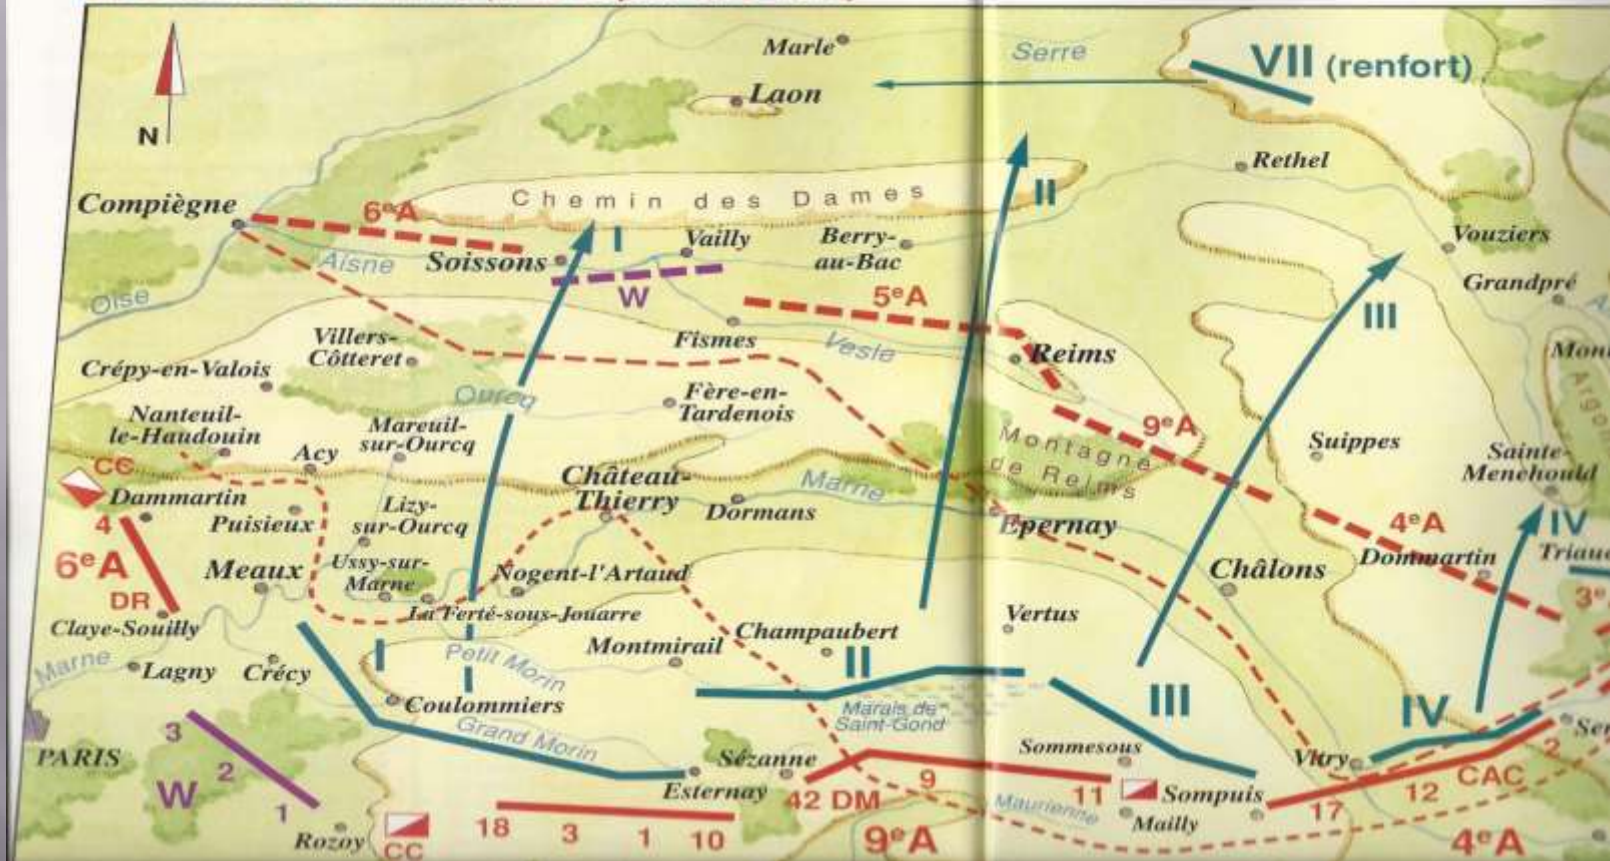 Marle
Serre
VII (renfort)
Laon
N
Rethel
Compiègne
6eA
Chemin des Dames
II
I
Vailly
Berry-
au-Bac
Vouziers
Aisne
Soissons
Oise
W
5eA
Grandpré
III
Villers-
Côtteret
Fismes
Vesle
Reims
Crépy-en-Valois
Ourcq
Fère-en-
Tardenois
Nanteuil-
le-Haudouin
Mareuil-
sur-Ourcq
9eA
Montagne
de Reims
Suippes
Sainte-
Menehould
Acy
CC
Château-
Thierry
Marne
Dammartin
Puisieux
Lizy-
sur-Ourcq
Dormans
Epernay
4eA
IV
4
6eA
DR
Meaux
Ussy-sur-
Marne
Nogent-l'Artaud
Châlons
Dommartin
3e
La Ferté-sous-Jouarre
Vertus
Claye-Souilly
Marne
Lagny
Crécy
I
Petit Morin
Montmirail
Champaubert
II
Coulommiers
Marais de
Saint-Gond
III
IV
Grand Morin
3
2
1
W
PARIS
Sézanne
Sommesous
Vitry
2
Esternay
42 DM
9
11
Sompuis
12
CAC
17
Maurienne
Mailly
Rozoy
CC
18
3
1
10
9eA
4eA